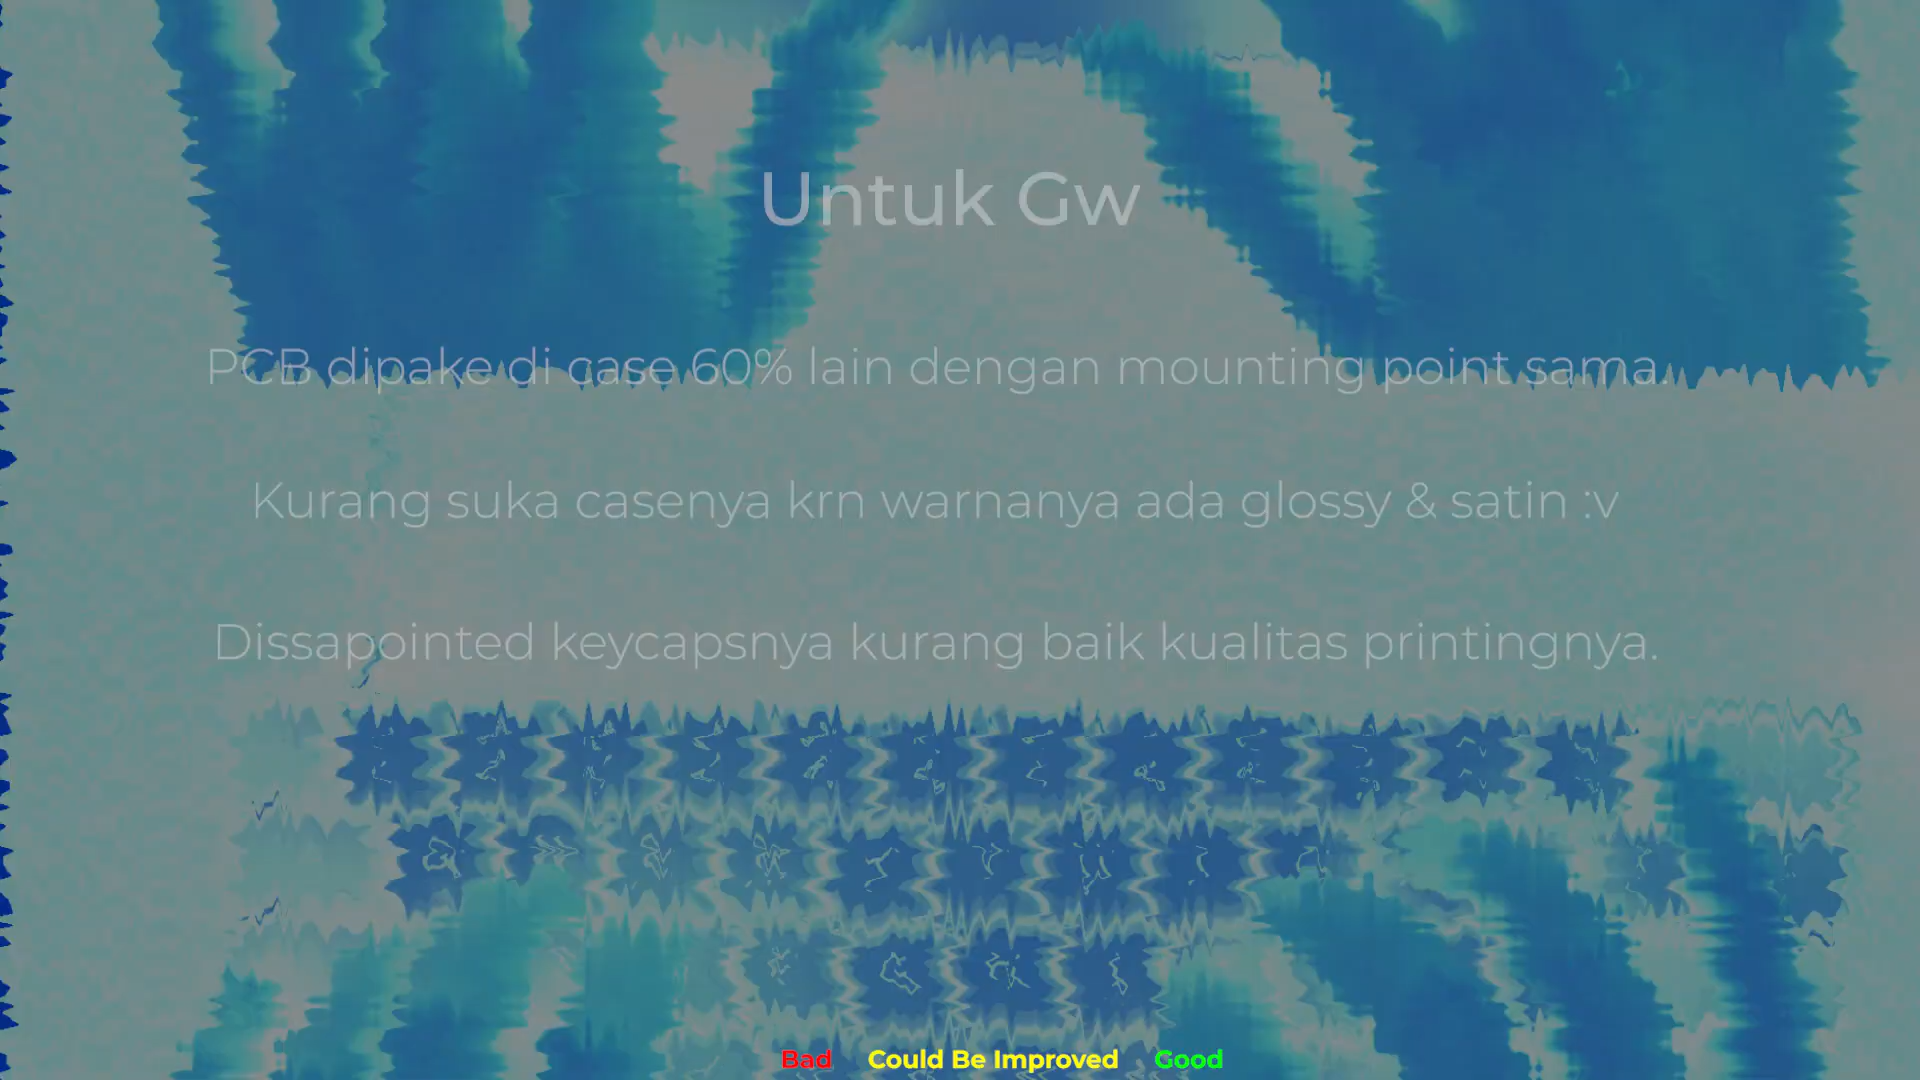 Untuk Gw
PCB dipake di case 60% lain dengan mounting point sama.
Kurang suka casenya krn warnanya ada glossy & satin :v
Dissapointed keycapsnya kurang baik kualitas printingnya.
Bad Could Be Improved Good